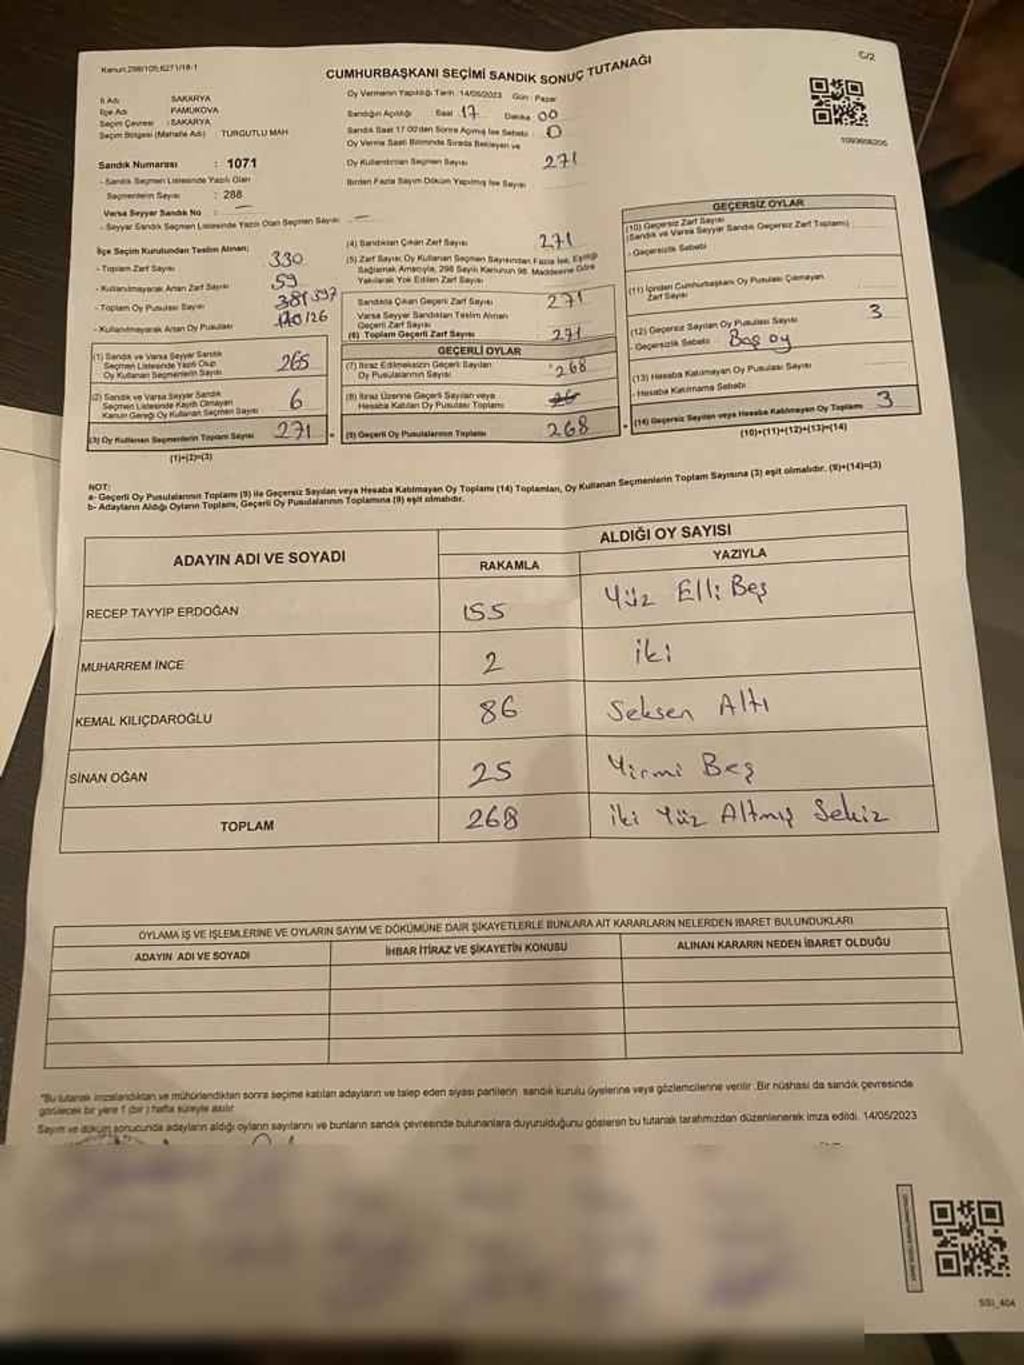 Kanun:298/105;6271/18-1
C/2
CUMHURBAŞKANI SEÇİMİ SANDIK SONUÇ TUTANAĞI
İl Adı SAKARYA
İlçe Adı PAMUKOVA
Seçim Çevresi : SAKARYA
Seçim Bölgesi (Mahalle Adı) : TURGUTLU MAH
Sandık Numarası : 1071
- Sandık Seçmen Listesinde Yazılı Olan
Seçmenlerin Sayısı : 288
Varsa Seyyar Sandık No : —
- Seyyar Sandık Seçmen Listesinde Yazılı Olan Seçmen Sayısı : —
Oy Vermenin Yapıldığı Tarih :14/05/2023 Gün : Pazar
Sandığın Açıldığı Saat 17 Dakika 00
Sandık Saat 17.00'den Sonra Açılmış İse Sebebi : 0
Oy Verme Saati Bitiminde Sırada Bekleyen ve
Oy Kullandırılan Seçmen Sayısı 271
Birden Fazla Sayım Döküm Yapılmış İse Sayısı
İlçe Seçim Kurulundan Teslim Alınan;
- Toplam Zarf Sayısı 330
- Kullanılmayarak Artan Zarf Sayısı 59
- Toplam Oy Pusulası Sayısı 397
- Kullanılmayarak Artan Oy Pusulası 126
(1) Sandık ve Varsa Seyyar Sandık
Seçmen Listesinde Yazılı Olup
Oy Kullanan Seçmenlerin Sayısı 265
(2) Sandık ve Varsa Seyyar Sandık
Seçmen Listesinde Kayıtlı Olmayan
Kanun Gereği Oy Kullanan Seçmen Sayısı 6
(3) Oy Kullanan Seçmenlerin Toplam Sayısı 271
(1)+(2)=(3)
(4) Sandıktan Çıkan Zarf Sayısı 271
(5) Zarf Sayısı Oy Kullanan Seçmen Sayısından Fazla İse, Eşitliği
Sağlamak Amacıyla, 298 Sayılı Kanunun 98. Maddesine Göre
Yakılarak Yok Edilen Zarf Sayısı
Sandıkta Çıkan Geçerli Zarf Sayısı 271
Varsa Seyyar Sandıktan Teslim Alınan
Geçerli Zarf Sayısı
(6) Toplam Geçerli Zarf Sayısı 271
GEÇERLİ OYLAR
(7) İtiraz Edilmeksizin Geçerli Sayılan
Oy Pusulalarının Sayısı 268
(8) İtiraz Üzerine Geçerli Sayılan veya
Hesaba Katılan Oy Pusulası Toplamı
(9) Geçerli Oy Pusulalarının Toplamı 268
GEÇERSİZ OYLAR
(10) Geçersiz Zarf Sayısı
(Sandık ve Varsa Seyyar Sandık Geçersiz Zarf Toplamı)
- Geçersizlik Sebebi
(11) İçinden Cumhurbaşkanı Oy Pusulası Çıkmayan
Zarf Sayısı
(12) Geçersiz Sayılan Oy Pusulası Sayısı 3
- Geçersizlik Sebebi Boş oy
(13) Hesaba Katılmayan Oy Pusulası Sayısı
- Hesaba Katılmama Sebebi
(14) Geçersiz Sayılan veya Hesaba Katılmayan Oy Toplamı 3
(10)+(11)+(12)+(13)=(14)
NOT:
a- Geçerli Oy Pusulalarının Toplamı (9) ile Geçersiz Sayılan veya Hesaba Katılmayan Oy Toplamı (14) Toplamları, Oy Kullanan Seçmenlerin Toplam Sayısına (3) eşit olmalıdır. (9)+(14)=(3)
b- Adayların Aldığı Oyların Toplamı, Geçerli Oy Pusulalarının Toplamına (9) eşit olmalıdır.
ADAYIN ADI VE SOYADI ALDIĞI OY SAYISI
RAKAMLA YAZIYLA
RECEP TAYYİP ERDOĞAN 155 Yüz Elli Beş
MUHARREM İNCE 2 iki
KEMAL KILIÇDAROĞLU 86 Seksen Altı
SİNAN OĞAN 25 Yirmi Beş
TOPLAM 268 iki Yüz Altmış Sekiz
OYLAMA İŞ VE İŞLEMLERİNE VE OYLARIN SAYIM VE DÖKÜMÜNE DAİR ŞİKAYETLERLE BUNLARA AİT KARARLARIN NELERDEN İBARET BULUNDUKLARI
ADAYIN ADI VE SOYADI İHBAR İTİRAZ VE ŞİKAYETİN KONUSU ALINAN KARARIN NEDEN İBARET OLDUĞU
*Bu tutanak imzalandıktan ve mühürlendikten sonra seçime katılan adayların ve talep eden siyasi partilerin sandık kurulu üyelerine veya gözlemcilerine verilir .Bir nüshası da sandık çevresinde
görülecek bir yere 1 (bir ) hafta süreyle asılır
Sayım ve döküm sonucunda adayların aldığı oyların sayılarını ve bunların sandık çevresinde bulunanlara duyurulduğunu gösteren bu tutanak tarafımızdan düzenlenerek imza edildi. 14/05/2023
SSI_404